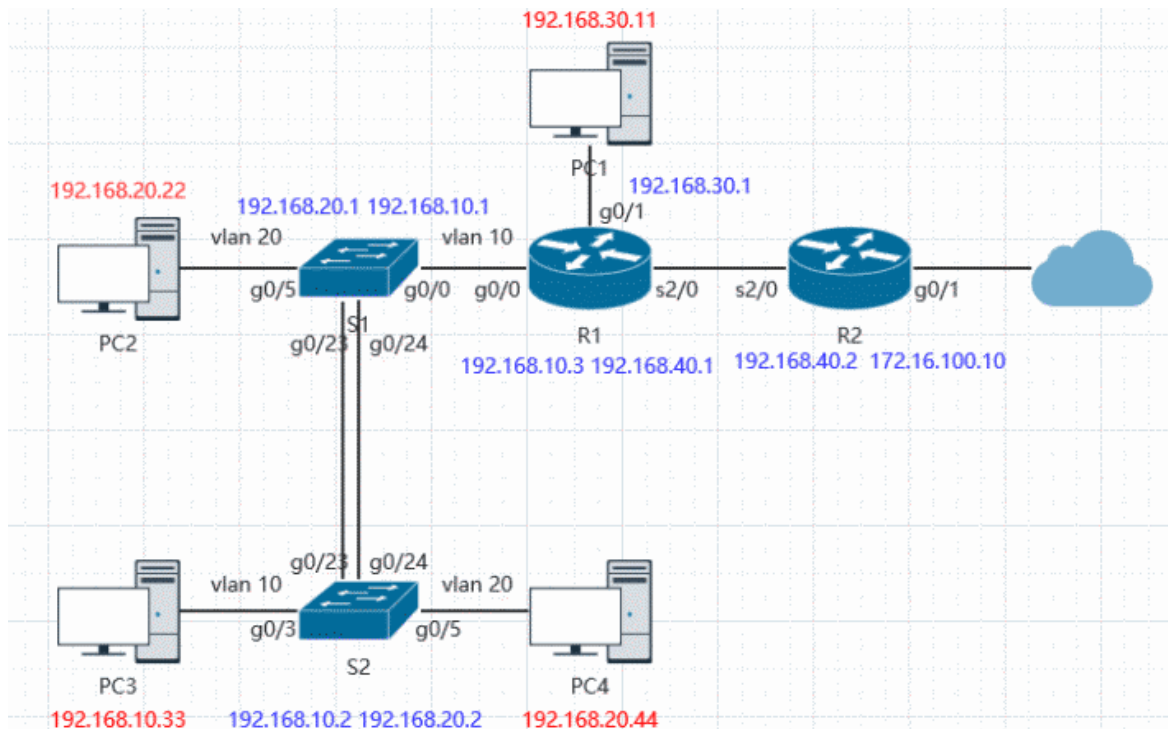 192.168.30.11
PC1
192.168.30.1
192.168.20.22
192.168.20.1 192.168.10.1
g0/1
vlan 20
vlan 10
g0/5
g0/0
g0/0
s2/0
s2/0
g0/1
S1
PC2
g0/23
g0/24
R1
R2
192.168.10.3 192.168.40.1
192.168.40.2 172.16.100.10
g0/23
g0/24
vlan 10
vlan 20
g0/3
g0/5
S2
PC3
PC4
192.168.10.33
192.168.10.2 192.168.20.2
192.168.20.44